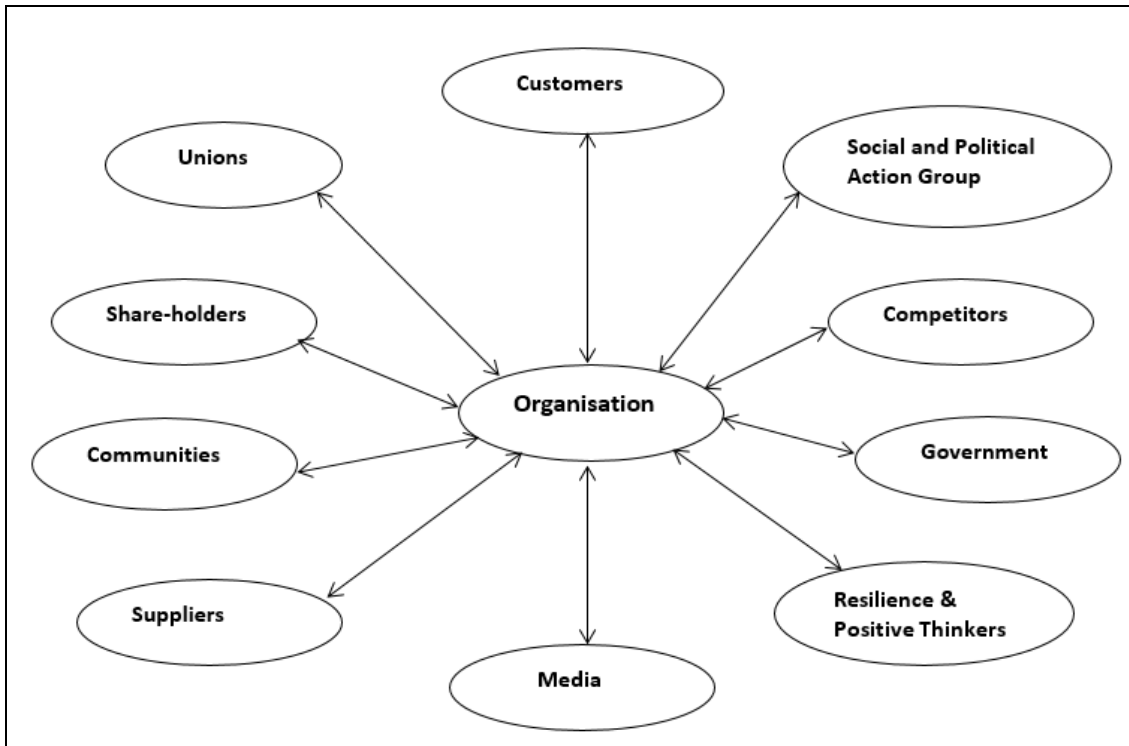 Customers
Unions
Social and Political
Action Group
Share-holders
Competitors
Organisation
Communities
Government
Suppliers
Resilience &
Positive Thinkers
Media